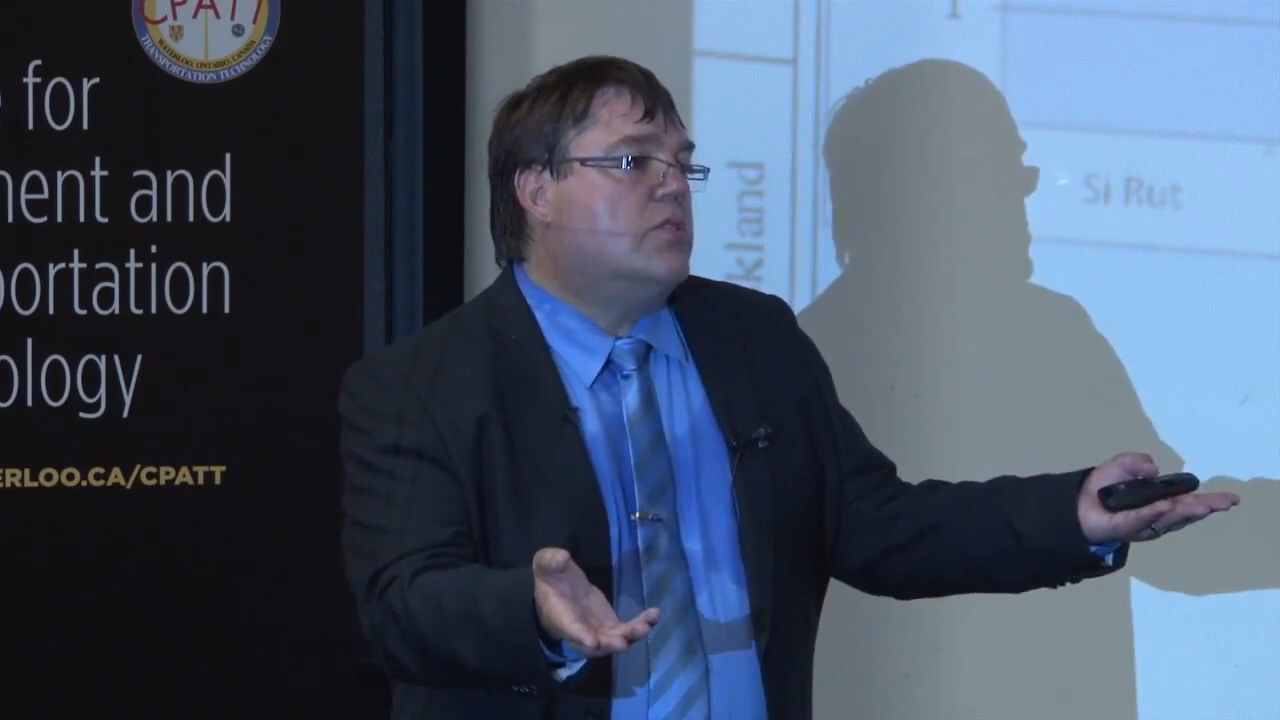 CPATT
WATERLOO, ONTARIO, CANADA
TRANSPORTATION TECHNOLOGY
for
ment and
portation
ology
ERLOO.CA/CPATT
kland
Si Rut